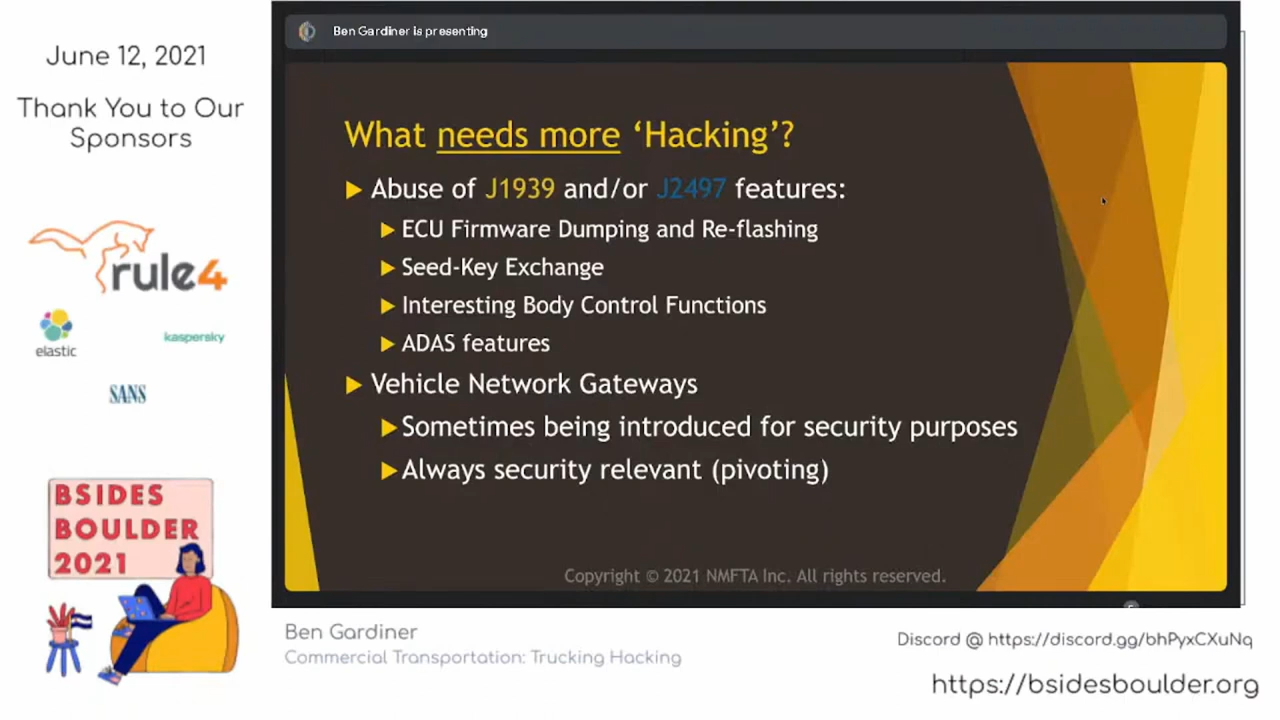 June 12, 2021
Thank You to Our
Sponsors
rule4
elastic
kaspersky
SANS
BSIDES
BOULDER
2021
Ben Gardiner is presenting
What needs more ‘Hacking’?
Abuse of J1939 and/or J2497 features:
ECU Firmware Dumping and Re-flashing
Seed-Key Exchange
Interesting Body Control Functions
ADAS features
Vehicle Network Gateways
Sometimes being introduced for security purposes
Always security relevant (pivoting)
Copyright © 2021 NMFTA Inc. All rights reserved.
Ben Gardiner
Commercial Transportation: Trucking Hacking
Discord @ https://discord.gg/bhPyxCXuNq
https://bsidesboulder.org